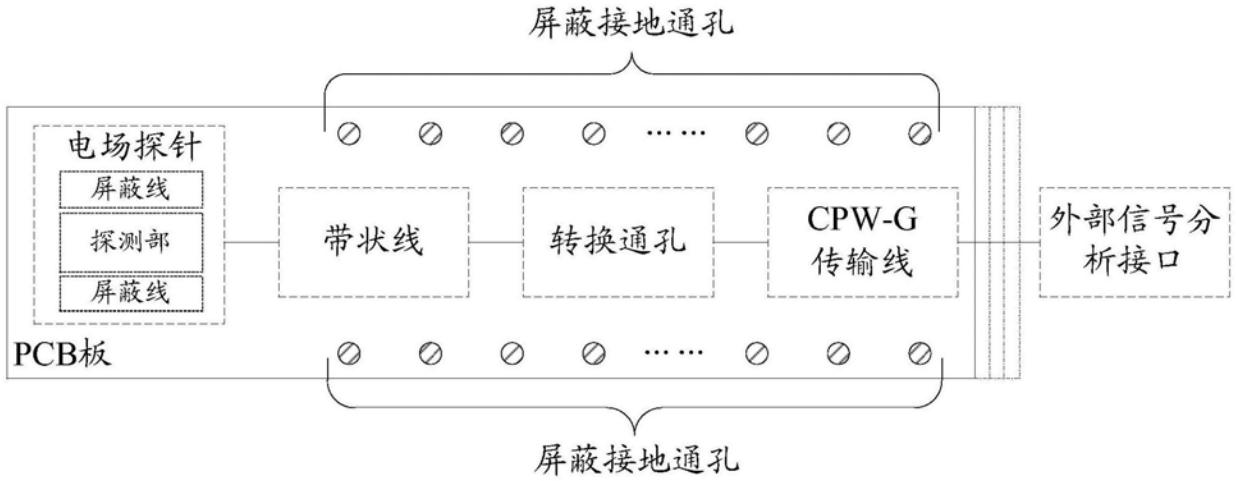 屏蔽接地通孔
电场探针
屏蔽线
探测部
屏蔽线
带状线
转换通孔
CPW-G
传输线
外部信号分
析接口
…… 
……
PCB板
屏蔽接地通孔